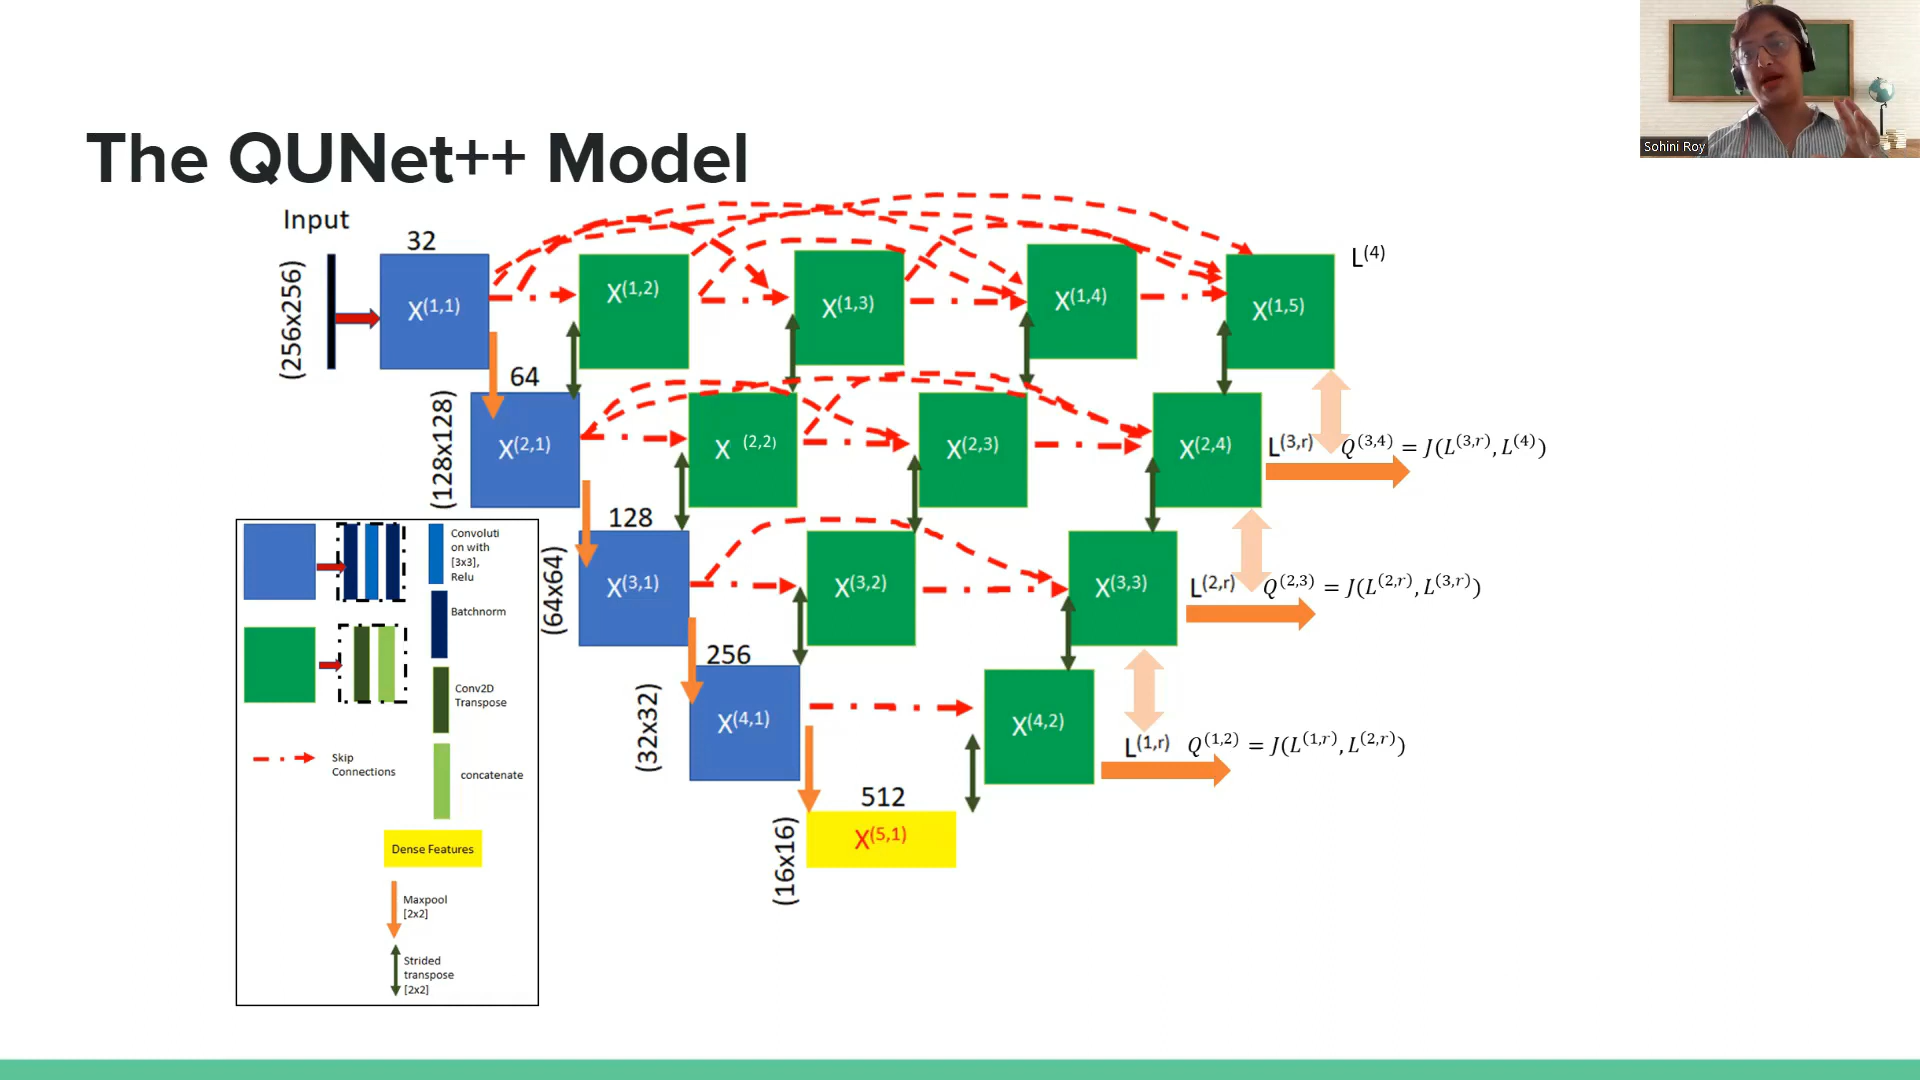 Sohini Roy
The QUNet++ Model
Input
32
(256x256)
X(1,1)
X(1,2)
X(1,3)
X(1,4)
X(1,5)
L(4)
64
(128x128)
X(2,1)
X (2,2)
X(2,3)
X(2,4)
L(3,r)
Q(3,4) = J(L(3,r), L(4))
128
(64x64)
X(3,1)
X(3,2)
X(3,3)
L(2,r)
Q(2,3) = J(L(2,r), L(3,r))
256
(32x32)
X(4,1)
X(4,2)
L(1,r)
Q(1,2) = J(L(1,r), L(2,r))
512
(16x16)
X(5,1)
Convoluti
on with
[3x3],
Relu
Batchnorm
Conv2D
Transpose
Skip
Connections
concatenate
Dense Features
Maxpool
[2x2]
Strided
transpose
[2x2]